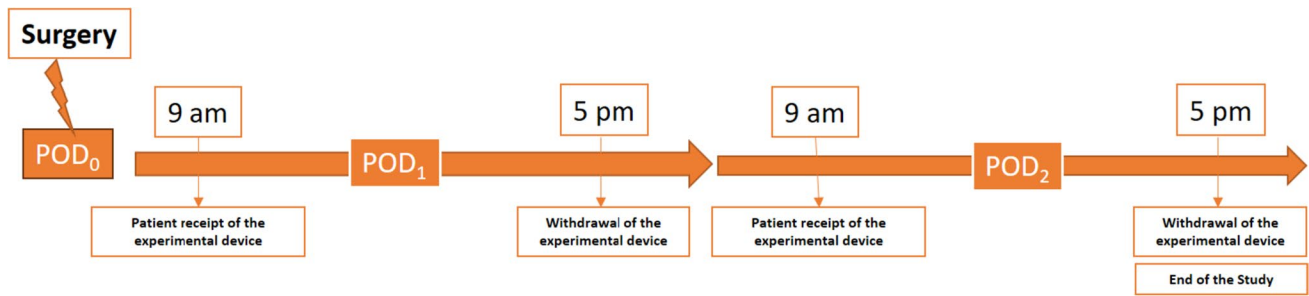 Surgery
9 am
5 pm
9 am
5 pm
POD₀
POD₁
POD₂
Patient receipt of the
experimental device
Withdrawal of the
experimental device
Patient receipt of the
experimental device
Withdrawal of the
experimental device
End of the Study